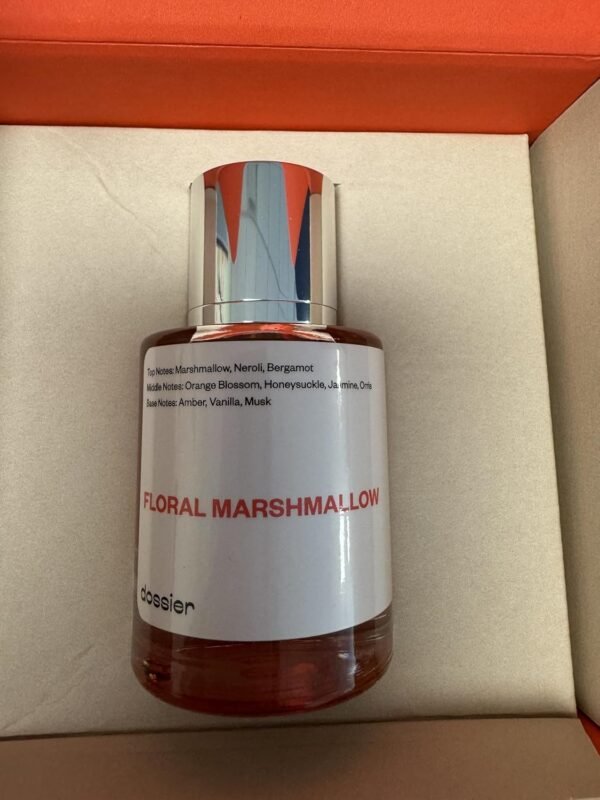 Top Notes: Marshmallow, Neroli, Bergamot
Middle Notes: Orange Blossom, Honeysuckle, Jasmine, Orris
Base Notes: Amber, Vanilla, Musk
FLORAL MARSHMALLOW
dossier